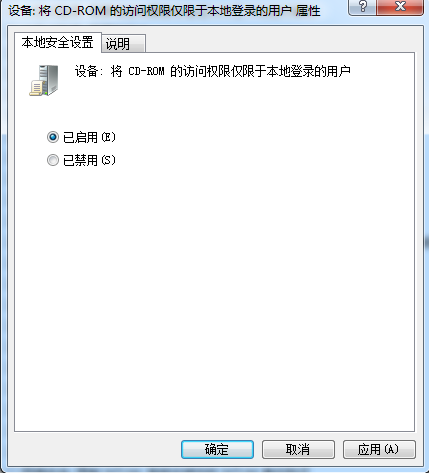 设备: 将 CD-ROM 的访问权限仅限于本地登录的用户 属性
本地安全设置 说明
设备: 将 CD-ROM 的访问权限仅限于本地登录的用户
已启用(E)
已禁用(S)
确定 取消 应用(A)